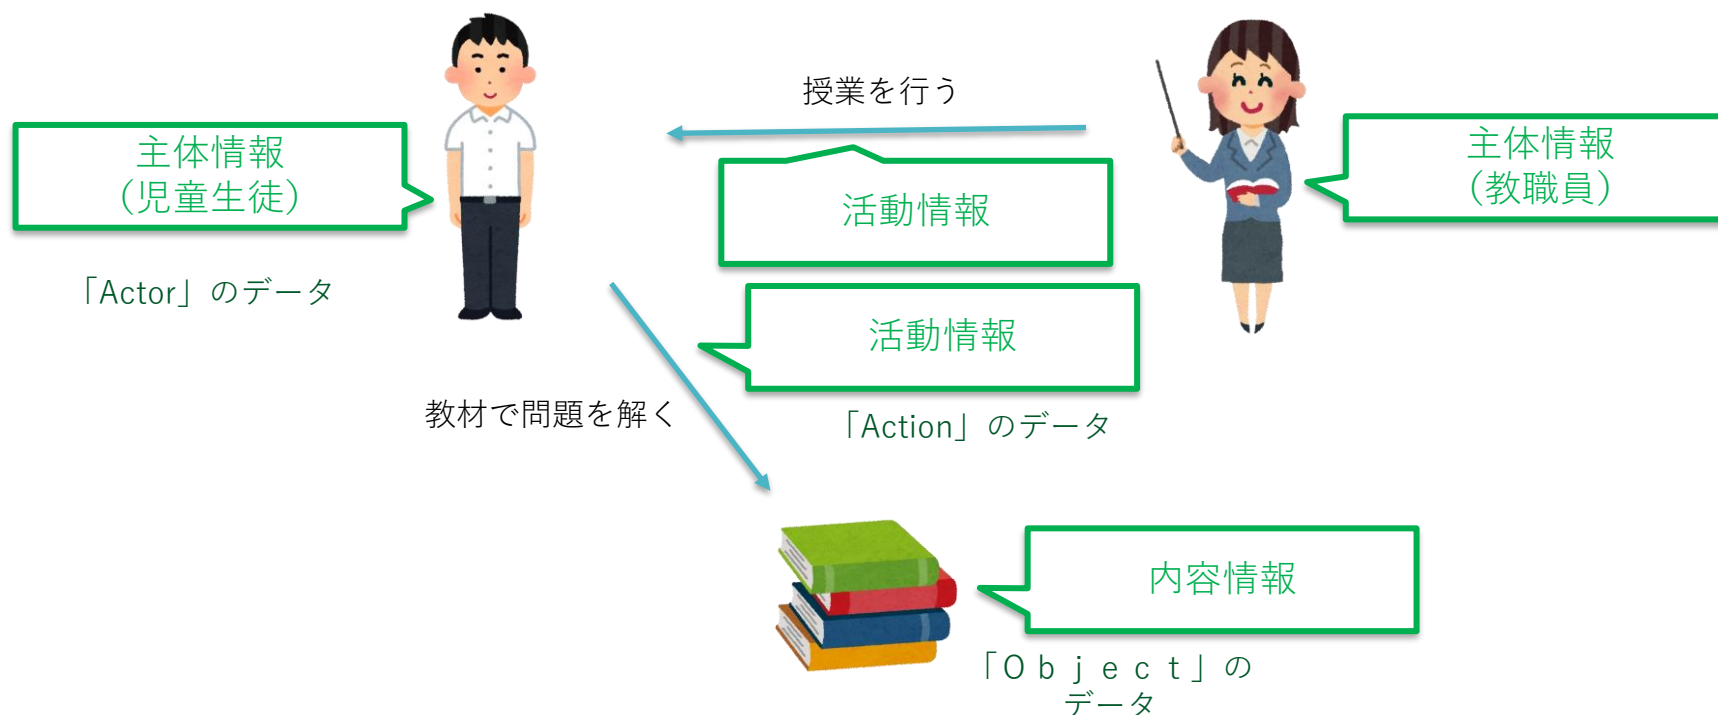 授業を行う
主体情報
（児童生徒）
主体情報
（教職員）
活動情報
「Actor」のデータ
活動情報
教材で問題を解く
「Action」のデータ
内容情報
「Ｏｂｊｅｃｔ」の
データ